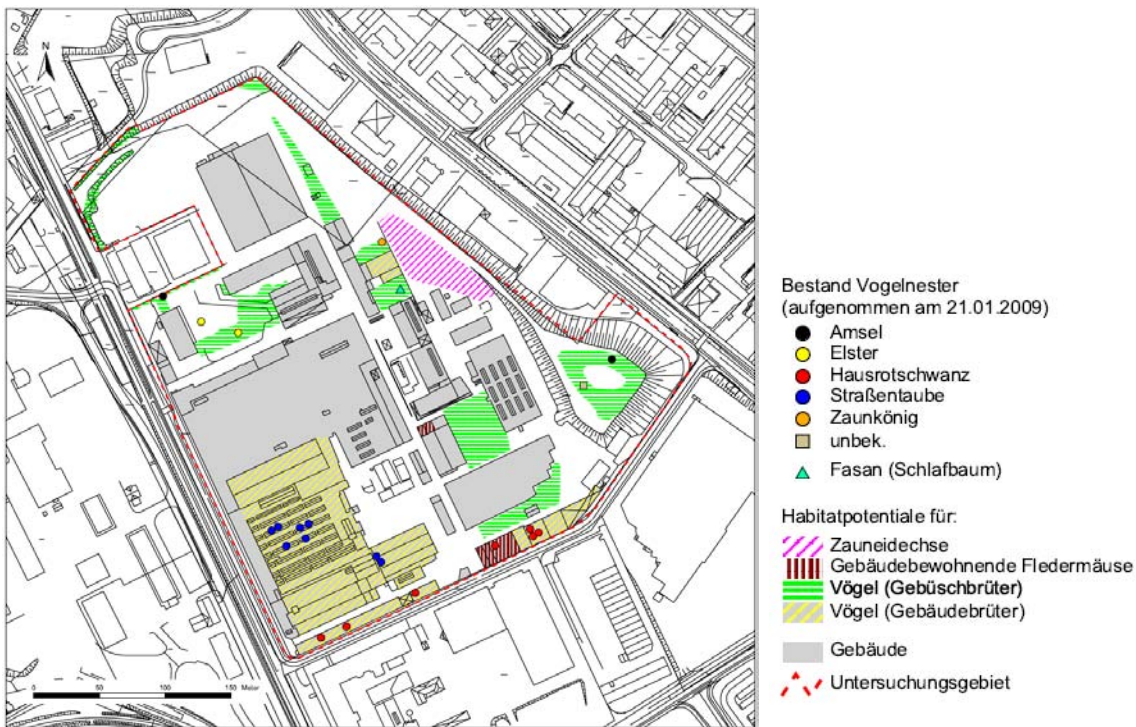 N
0 50 100 150 Meter
Bestand Vogelnester
(aufgenommen am 21.01.2009)
Amsel
Elster
Hausrotschwanz
Straßentaube
Zaunkönig
unbek.
Fasan (Schlafbaum)
Habitatpotentiale für:
Zauneidechse
Gebäudebewohnende Fledermäuse
Vögel (Gebüschbrüter)
Vögel (Gebäudebrüter)
Gebäude
Untersuchungsgebiet